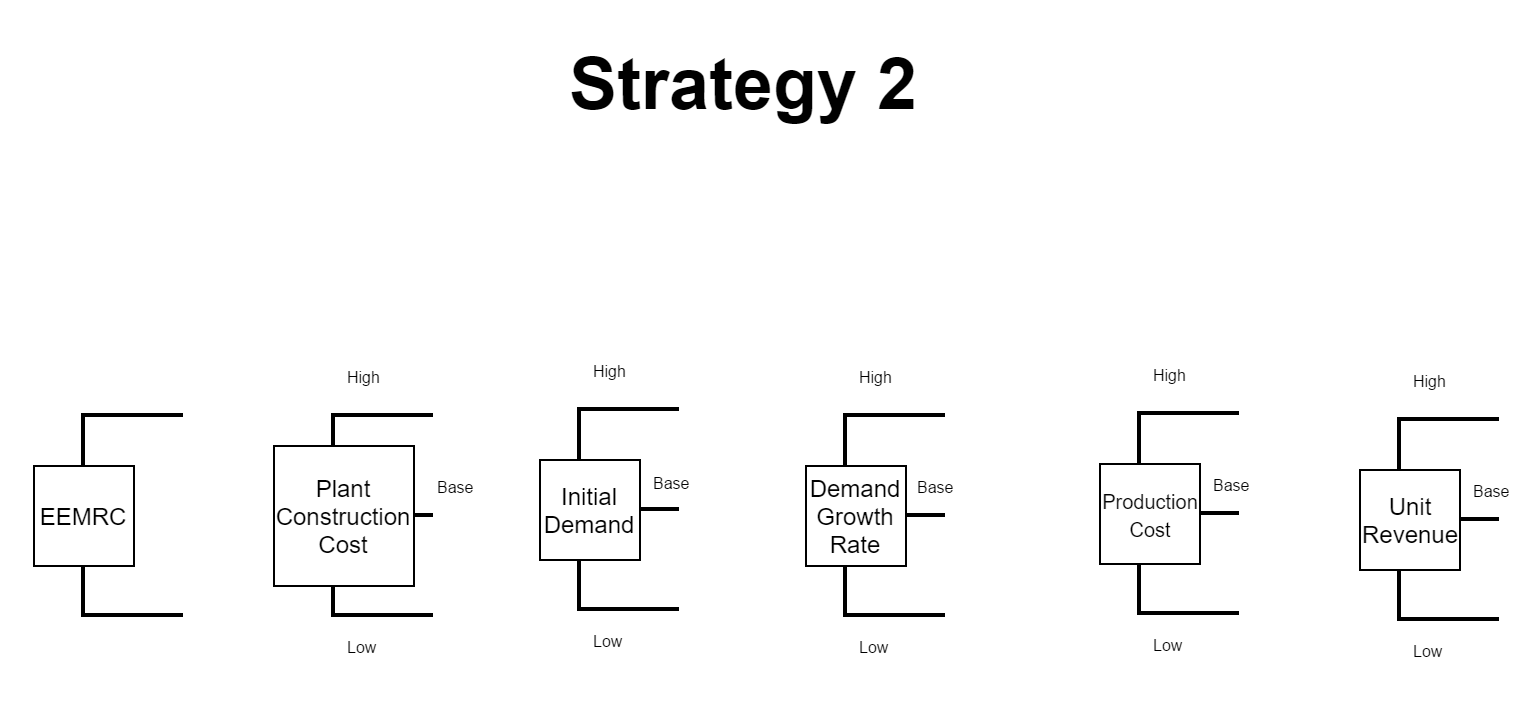 Strategy 2
EEMRC
High
Plant
Construction
Cost
Base
Low
High
Initial
Demand
Base
Low
High
Demand
Growth
Rate
Base
Low
High
Production
Cost
Base
Low
High
Unit
Revenue
Base
Low